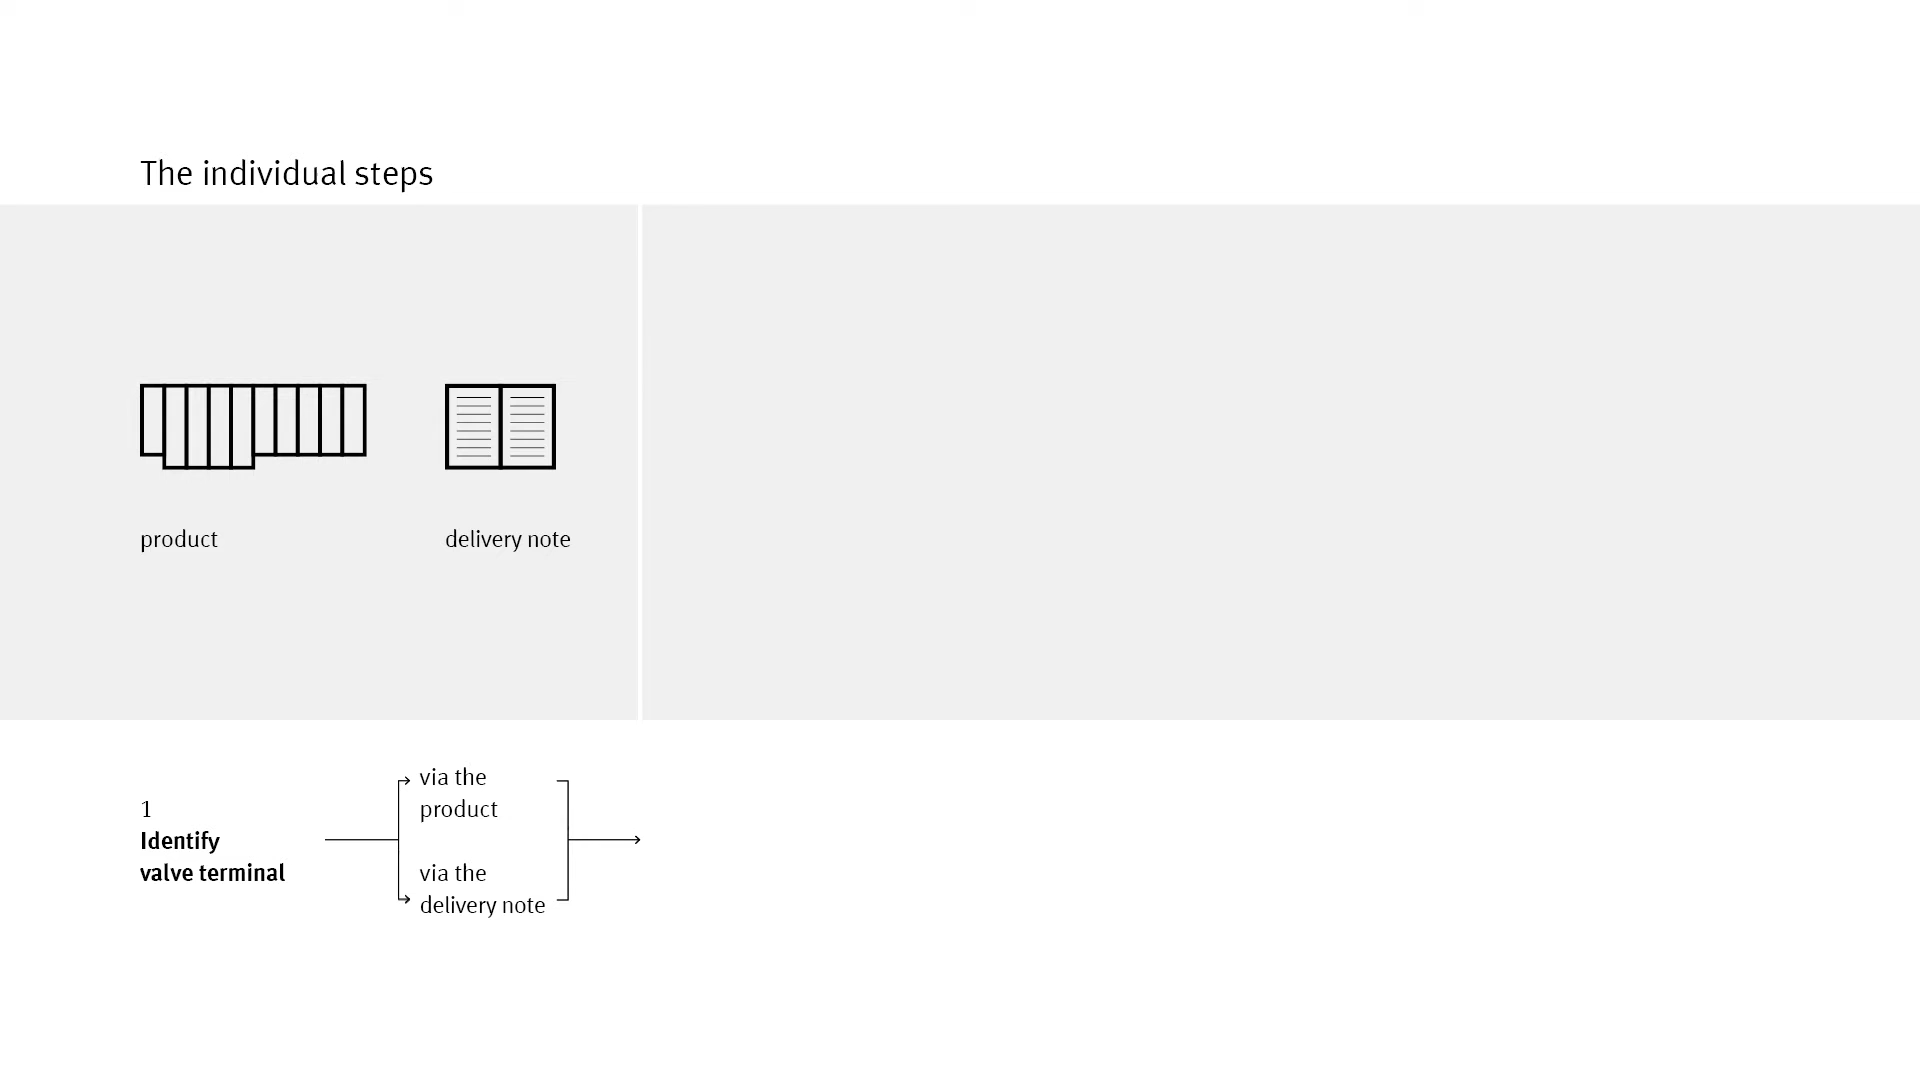 The individual steps
product
delivery note
1
Identify
valve terminal
via the
product
via the
delivery note